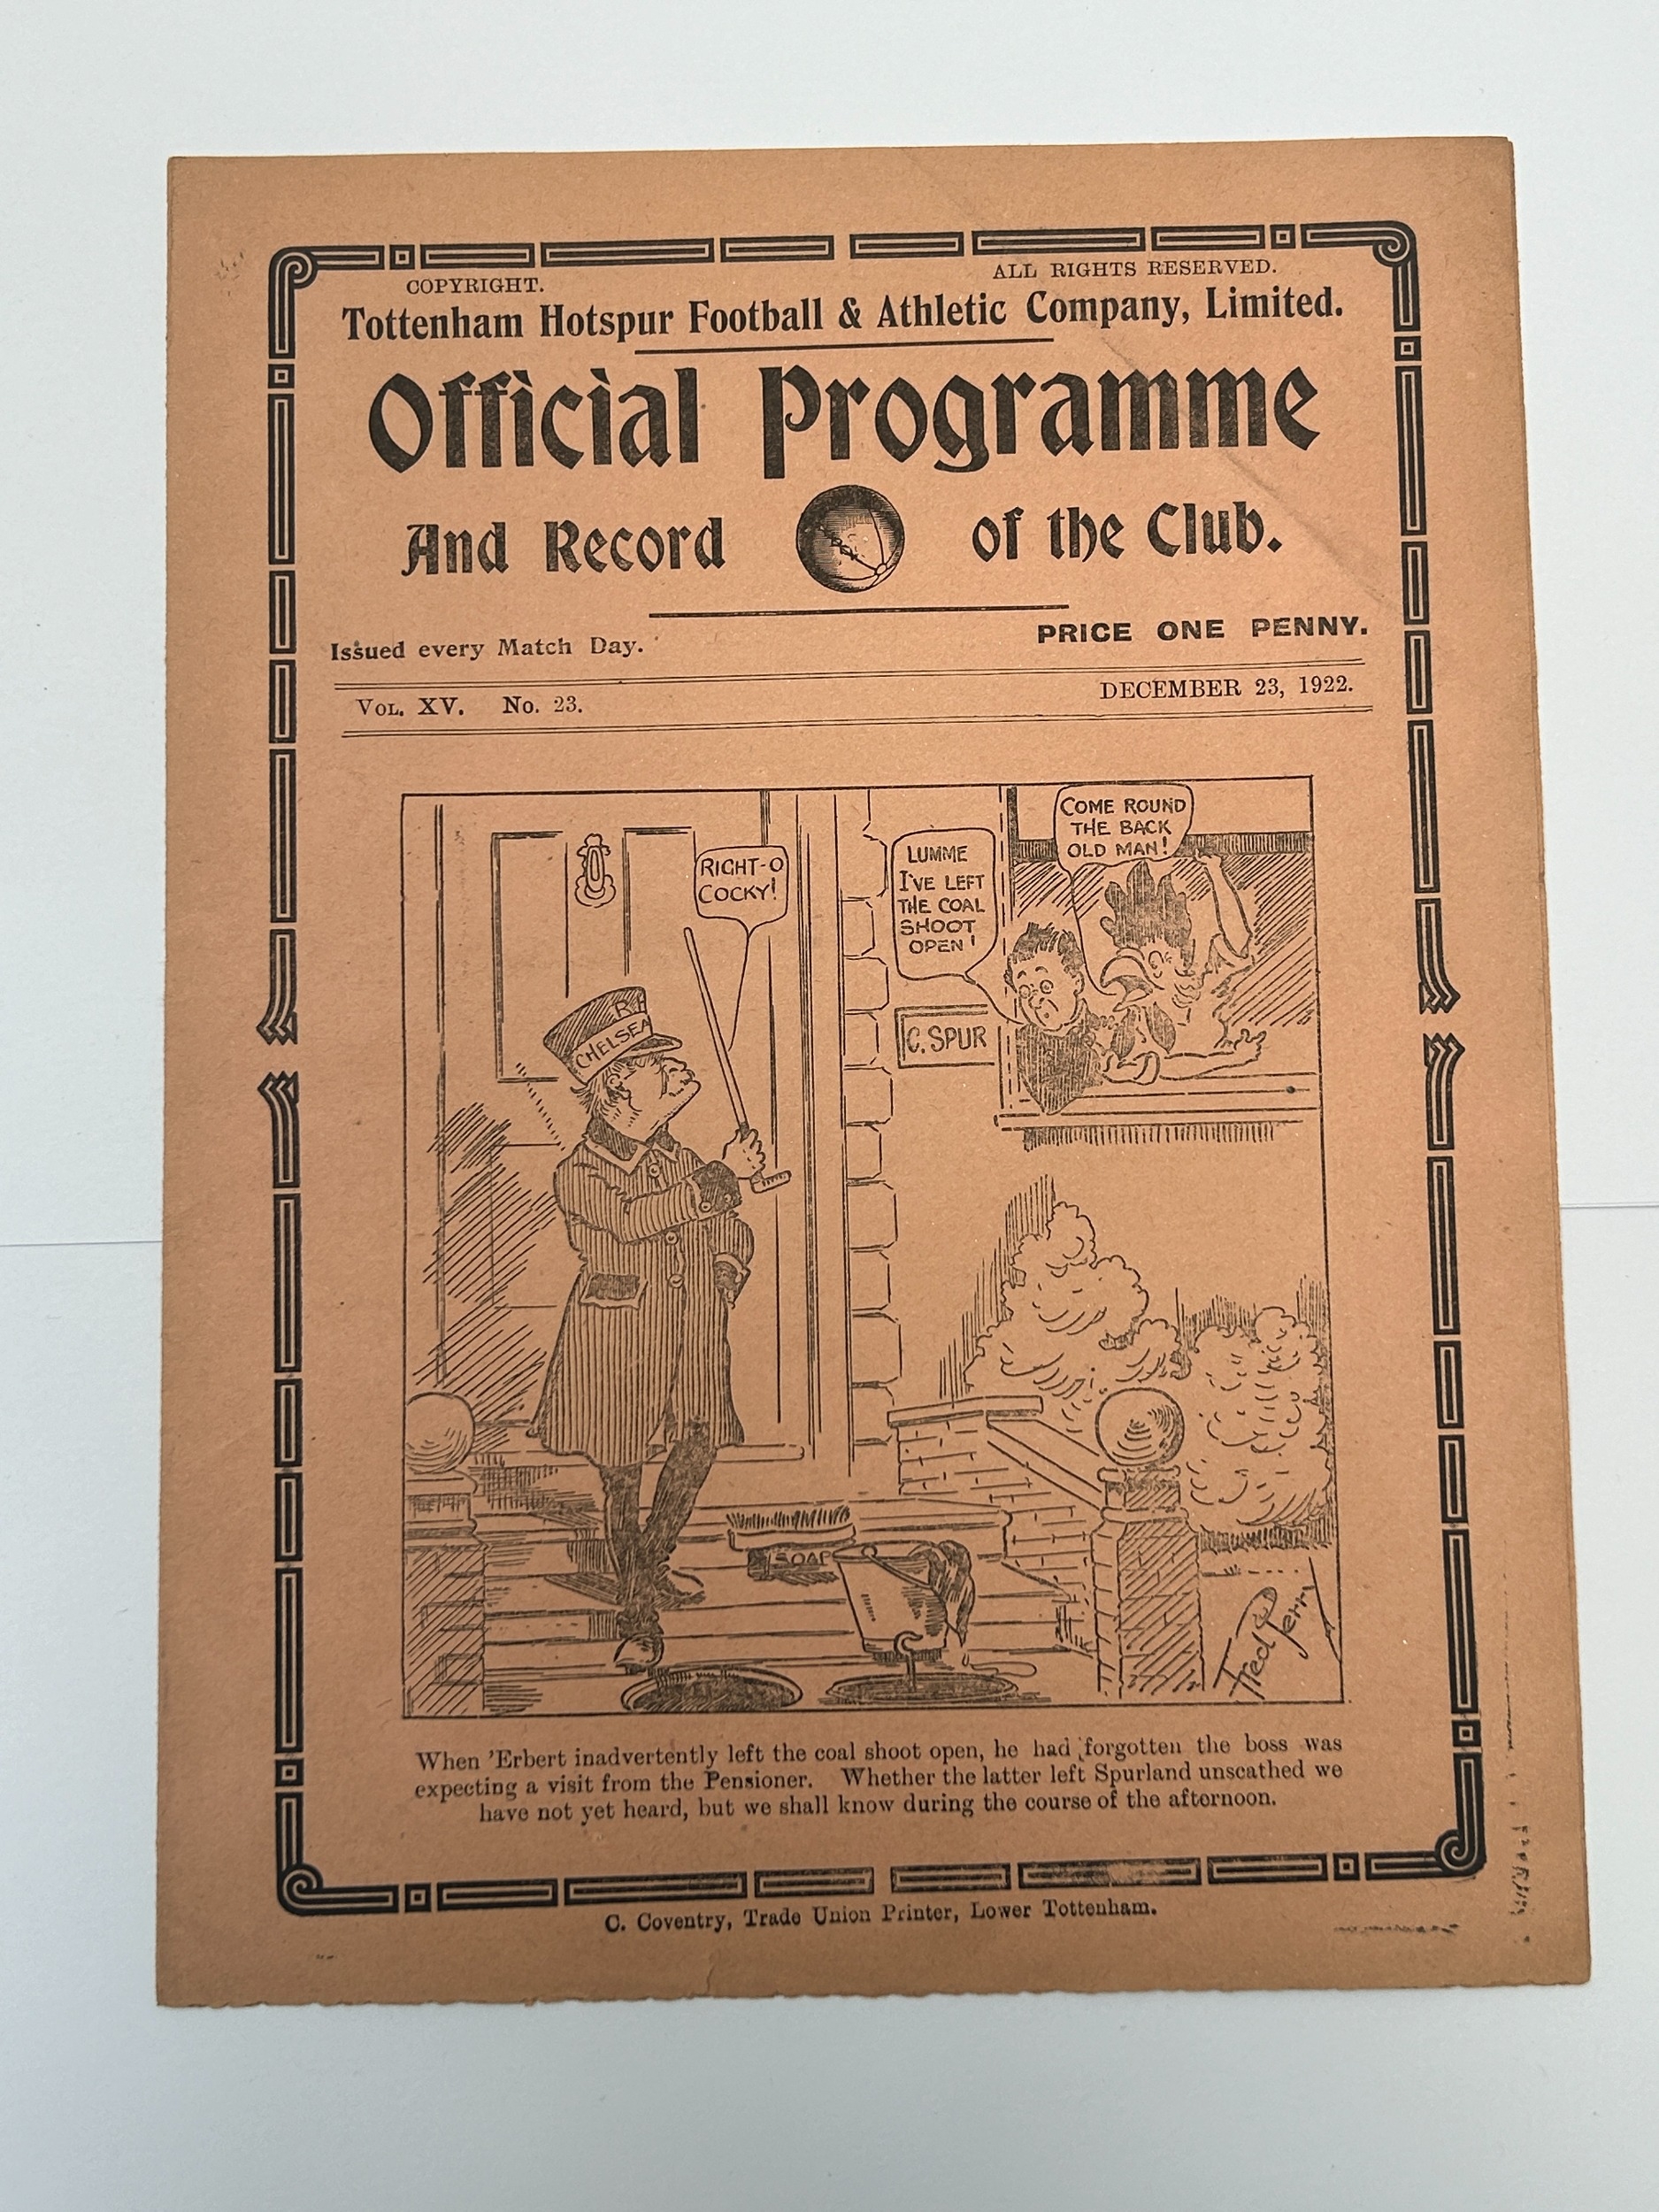 COPYRIGHT. ALL RIGHTS RESERVED.
Tottenham Hotspur Football & Athletic Company, Limited.
Official Programme
And Record of the Club.
Issued every Match Day. PRICE ONE PENNY.
VOL. XV. No. 23. DECEMBER 23, 1922.
RIGHT-O
COCKY!
LUMME
I'VE LEFT
THE COAL
SHOOT
OPEN!
COME ROUND
THE BACK
OLD MAN!
CHELSEA
C. SPUR
SOAP
Fred Perry
When 'Erbert inadvertently left the coal shoot open, he had forgotten the boss was
expecting a visit from the Pensioner. Whether the latter left Spurland unscathed we
have not yet heard, but we shall know during the course of the afternoon.
C. Coventry, Trade Union Printer, Lower Tottenham.